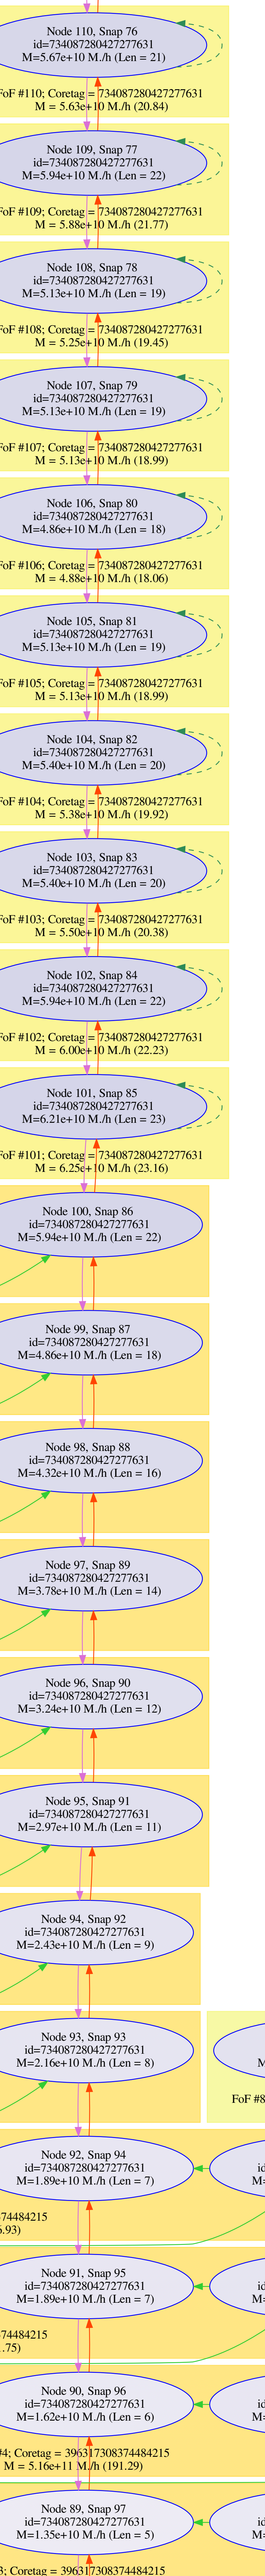 Node 110, Snap 76
id=734087280427277631
M=5.67e+10 M./h (Len = 21)
FoF #110; Coretag = 734087280427277631
M = 5.63e+10 M./h (20.84)
Node 109, Snap 77
id=734087280427277631
M=5.94e+10 M./h (Len = 22)
FoF #109; Coretag = 734087280427277631
M = 5.88e+10 M./h (21.77)
Node 108, Snap 78
id=734087280427277631
M=5.13e+10 M./h (Len = 19)
FoF #108; Coretag = 734087280427277631
M = 5.25e+10 M./h (19.45)
Node 107, Snap 79
id=734087280427277631
M=5.13e+10 M./h (Len = 19)
FoF #107; Coretag = 734087280427277631
M = 5.13e+10 M./h (18.99)
Node 106, Snap 80
id=734087280427277631
M=4.86e+10 M./h (Len = 18)
FoF #106; Coretag = 734087280427277631
M = 4.88e+10 M./h (18.06)
Node 105, Snap 81
id=734087280427277631
M=5.13e+10 M./h (Len = 19)
FoF #105; Coretag = 734087280427277631
M = 5.13e+10 M./h (18.99)
Node 104, Snap 82
id=734087280427277631
M=5.40e+10 M./h (Len = 20)
FoF #104; Coretag = 734087280427277631
M = 5.38e+10 M./h (19.92)
Node 103, Snap 83
id=734087280427277631
M=5.40e+10 M./h (Len = 20)
FoF #103; Coretag = 734087280427277631
M = 5.50e+10 M./h (20.38)
Node 102, Snap 84
id=734087280427277631
M=5.94e+10 M./h (Len = 22)
FoF #102; Coretag = 734087280427277631
M = 6.00e+10 M./h (22.23)
Node 101, Snap 85
id=734087280427277631
M=6.21e+10 M./h (Len = 23)
FoF #101; Coretag = 734087280427277631
M = 6.25e+10 M./h (23.16)
Node 100, Snap 86
id=734087280427277631
M=5.94e+10 M./h (Len = 22)
Node 99, Snap 87
id=734087280427277631
M=4.86e+10 M./h (Len = 18)
Node 98, Snap 88
id=734087280427277631
M=4.32e+10 M./h (Len = 16)
Node 97, Snap 89
id=734087280427277631
M=3.78e+10 M./h (Len = 14)
Node 96, Snap 90
id=734087280427277631
M=3.24e+10 M./h (Len = 12)
Node 95, Snap 91
id=734087280427277631
M=2.97e+10 M./h (Len = 11)
Node 94, Snap 92
id=734087280427277631
M=2.43e+10 M./h (Len = 9)
Node 93, Snap 93
id=734087280427277631
M=2.16e+10 M./h (Len = 8)
M=
FoF #8
Node 92, Snap 94
id=734087280427277631
M=1.89e+10 M./h (Len = 7)
id=
M=
74484215
6.93)
Node 91, Snap 95
id=734087280427277631
M=1.89e+10 M./h (Len = 7)
id=
M=
74484215
1.75)
Node 90, Snap 96
id=734087280427277631
M=1.62e+10 M./h (Len = 6)
id=
M=
#4; Coretag = 396317308374484215
M = 5.16e+11 M./h (191.29)
Node 89, Snap 97
id=734087280427277631
M=1.35e+10 M./h (Len = 5)
id=
M=
3; Coretag = 396317308374484215